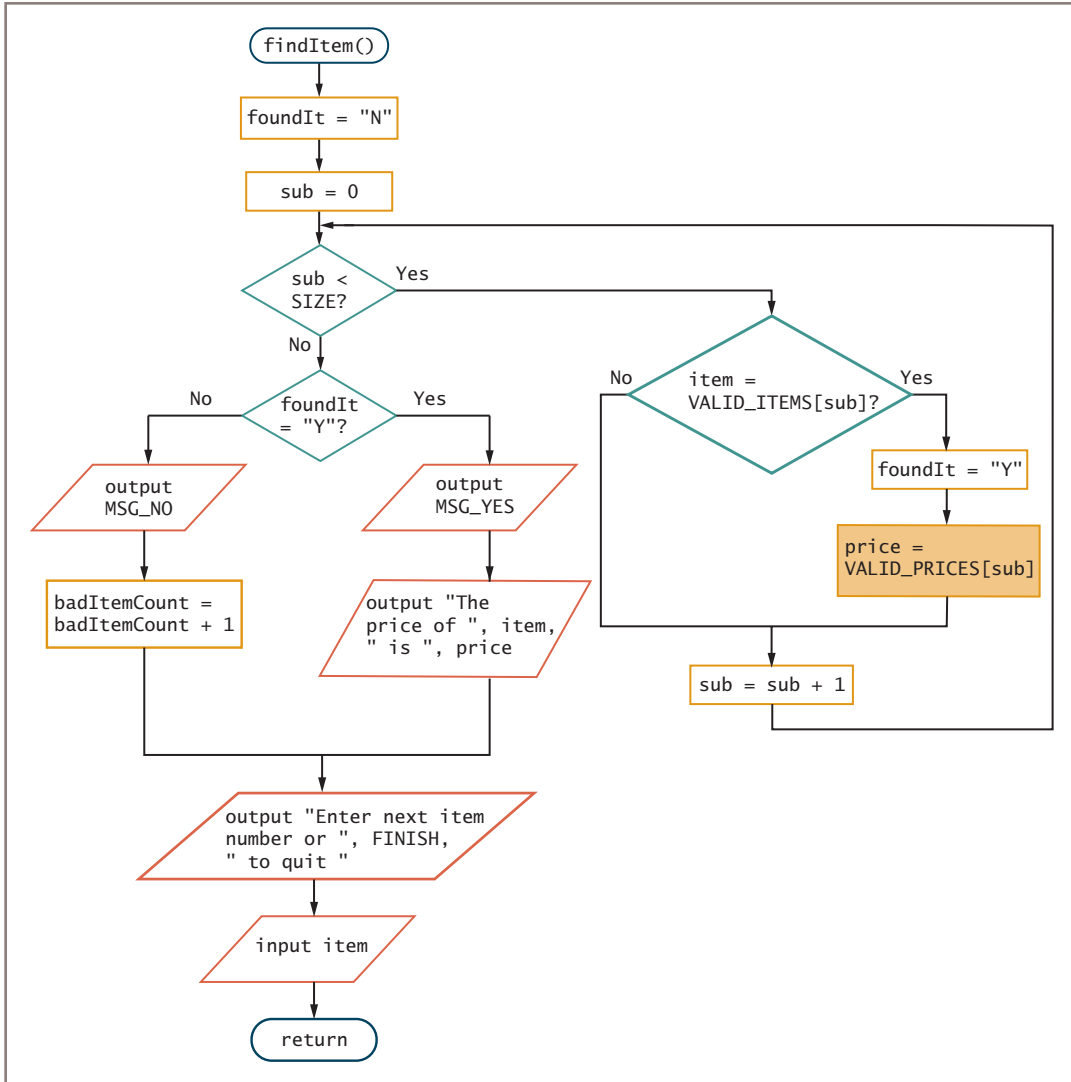 findItem()
foundIt = "N"
sub = 0
sub <
SIZE?
Yes
No
item =
VALID_ITEMS[sub]?
No
Yes
foundIt = "Y"
price =
VALID_PRICES[sub]
sub = sub + 1
foundIt
= "Y"?
No
Yes
output
MSG_NO
badItemCount =
badItemCount + 1
output
MSG_YES
output "The
price of ", item,
" is ", price
output "Enter next item
number or ", FINISH,
" to quit "
input item
return